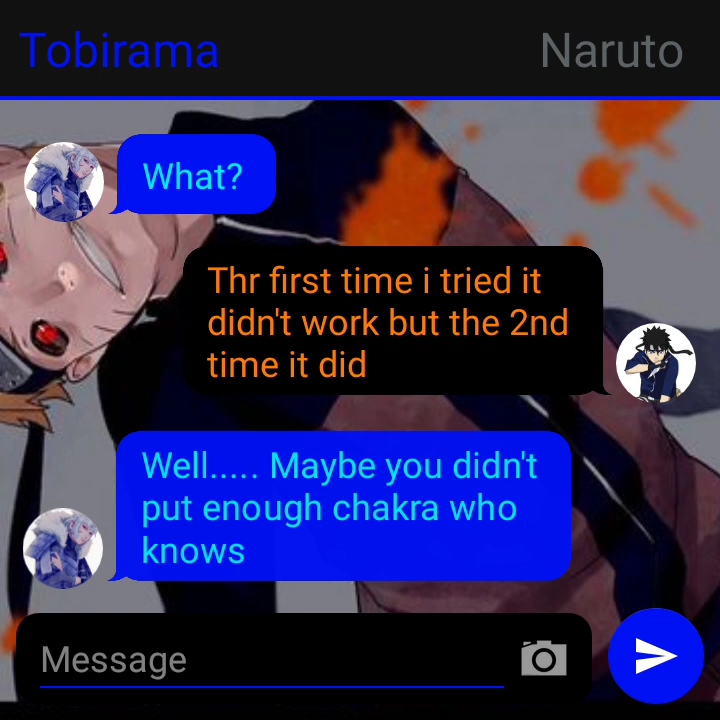 Tobirama Naruto
What?
Thr first time i tried it
didn't work but the 2nd
time it did
Well..... Maybe you didn't
put enough chakra who
knows
Message